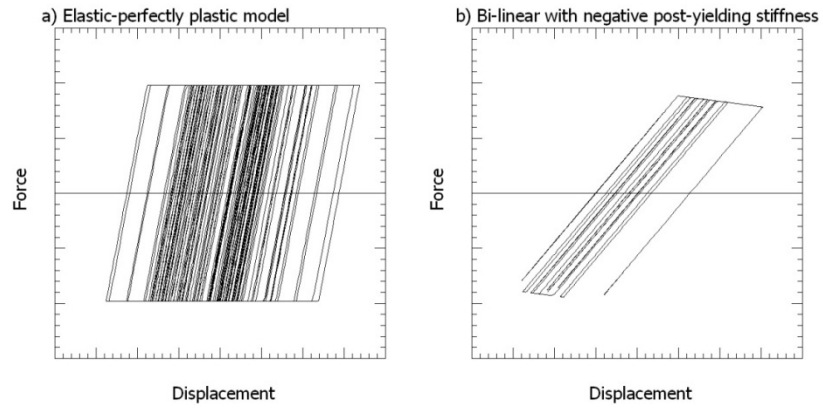 a) Elastic-perfectly plastic model
b) Bi-linear with negative post-yielding stiffness
Force
Force
Displacement
Displacement